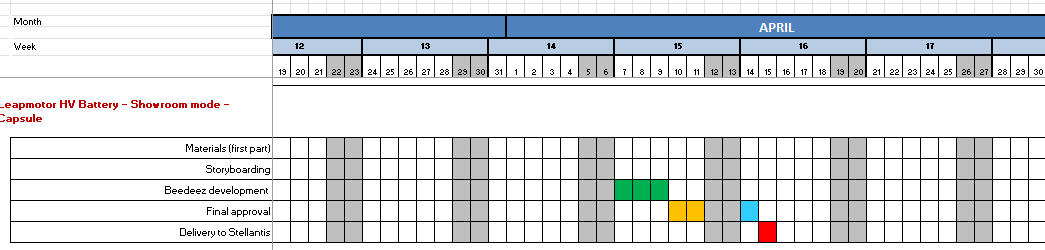 Month
APRIL
Week
12 13 14 15 16 17
19 20 21 22 23 24 25 26 27 28 29 30 31 1 2 3 4 5 6 7 8 9 10 11 12 13 14 15 16 17 18 19 20 21 22 23 24 25 26 27 28 29 30
Leapmotor HV Battery - Showroom mode -
Capsule
Materials (first part)
Storyboarding
Beedeez development
Final approval
Delivery to Stellantis